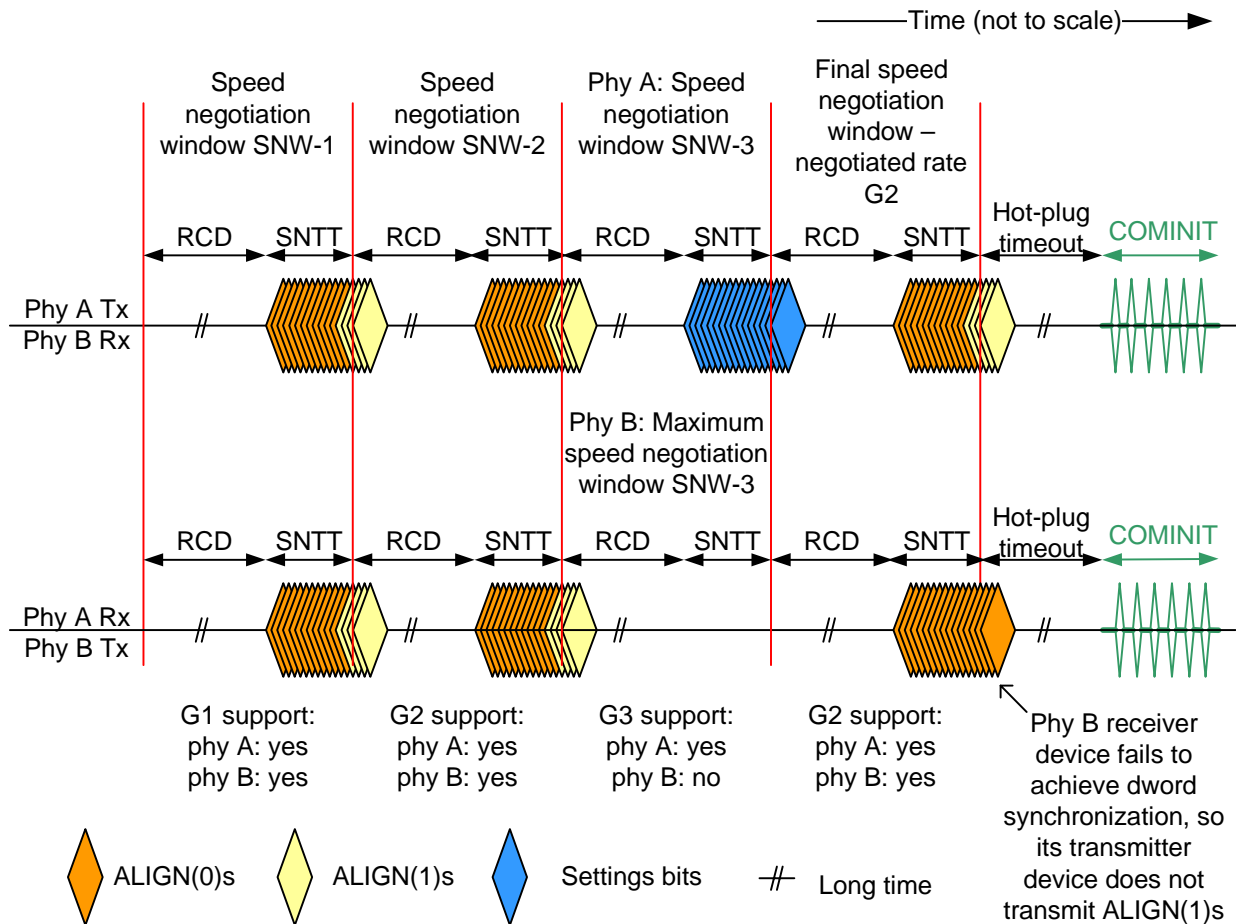 Time (not to scale)
Speed
negotiation
window SNW-1
Speed
negotiation
window SNW-2
Phy A: Speed
negotiation
window SNW-3
Final speed
negotiation
window –
negotiated rate
G2
RCD
SNTT
RCD
SNTT
RCD
SNTT
RCD
SNTT
Hot-plug
timeout
COMINIT
Phy A Tx
Phy B Rx
Phy B: Maximum
speed negotiation
window SNW-3
RCD
SNTT
RCD
SNTT
RCD
SNTT
RCD
SNTT
Hot-plug
timeout
COMINIT
Phy A Rx
Phy B Tx
G1 support:
phy A: yes
phy B: yes
G2 support:
phy A: yes
phy B: yes
G3 support:
phy A: yes
phy B: no
G2 support:
phy A: yes
phy B: yes
Phy B receiver
device fails to
achieve dword
synchronization, so
its transmitter
device does not
transmit ALIGN(1)s
ALIGN(0)s
ALIGN(1)s
Settings bits
Long time